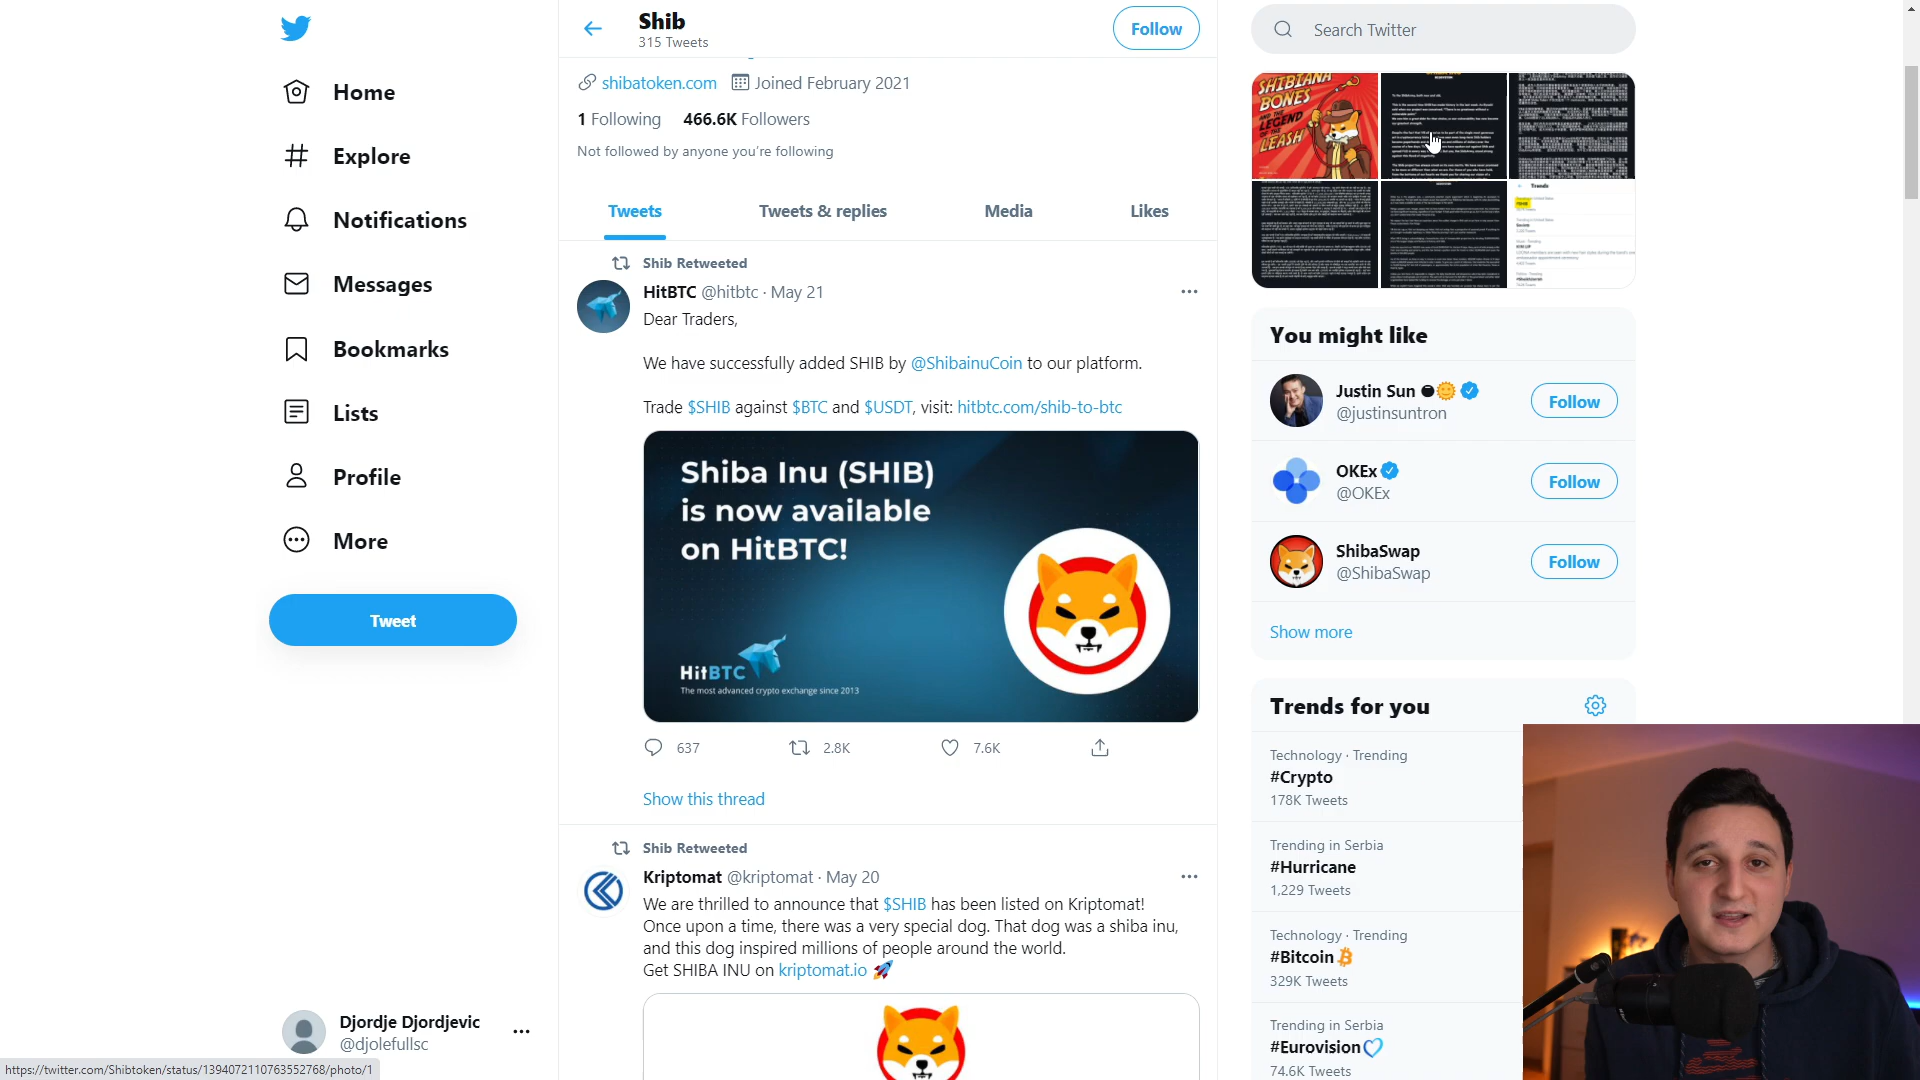 Home
Explore
Notifications
Messages
Bookmarks
Lists
Profile
More
Tweet
Djordje Djordjevic
@djolefullsc
https://twitter.com/Shibtoken/status/1394072110763552768/photo/1
Shib
315 Tweets
Follow
shibatoken.com Joined February 2021
1 Following 466.6K Followers
Not followed by anyone you're following
Tweets Tweets & replies Media Likes
Shib Retweeted
HitBTC @hitbtc · May 21
Dear Traders,
We have successfully added SHIB by @ShibainuCoin to our platform.
Trade $SHIB against $BTC and $USDT, visit: hitbtc.com/shib-to-btc
Shiba Inu (SHIB)
is now available
on HitBTC!
HitBTC
The most advanced crypto exchange since 2013
637 2.8K 7.6K
Show this thread
Shib Retweeted
Kriptomat @kriptomat · May 20
We are thrilled to announce that $SHIB has been listed on Kriptomat!
Once upon a time, there was a very special dog. That dog was a shiba inu,
and this dog inspired millions of people around the world.
Get SHIBA INU on kriptomat.io 🚀
Search Twitter
SHIBIANA
BONES
AND THE
LEGEND
OF THE
LEASH
Trends
You might like
Justin Sun
@justinsuntron
Follow
OKEx
@OKEx
Follow
ShibaSwap
@ShibaSwap
Follow
Show more
Trends for you
Technology · Trending
#Crypto
178K Tweets
Trending in Serbia
#Hurricane
1,229 Tweets
Technology · Trending
#Bitcoin
329K Tweets
Trending in Serbia
#Eurovision
74.6K Tweets